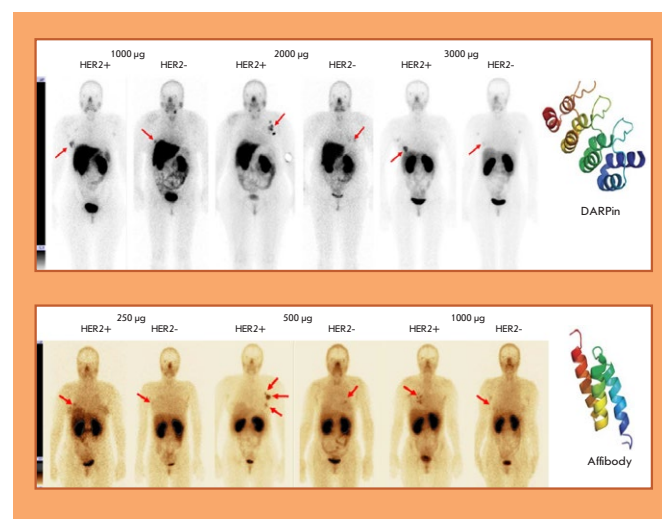 1000 µg 2000 µg 3000 µg
HER2+ HER2- HER2+ HER2- HER2+ HER2-
DARPin
250 µg 500 µg 1000 µg
HER2+ HER2- HER2+ HER2- HER2+ HER2-
Affibody